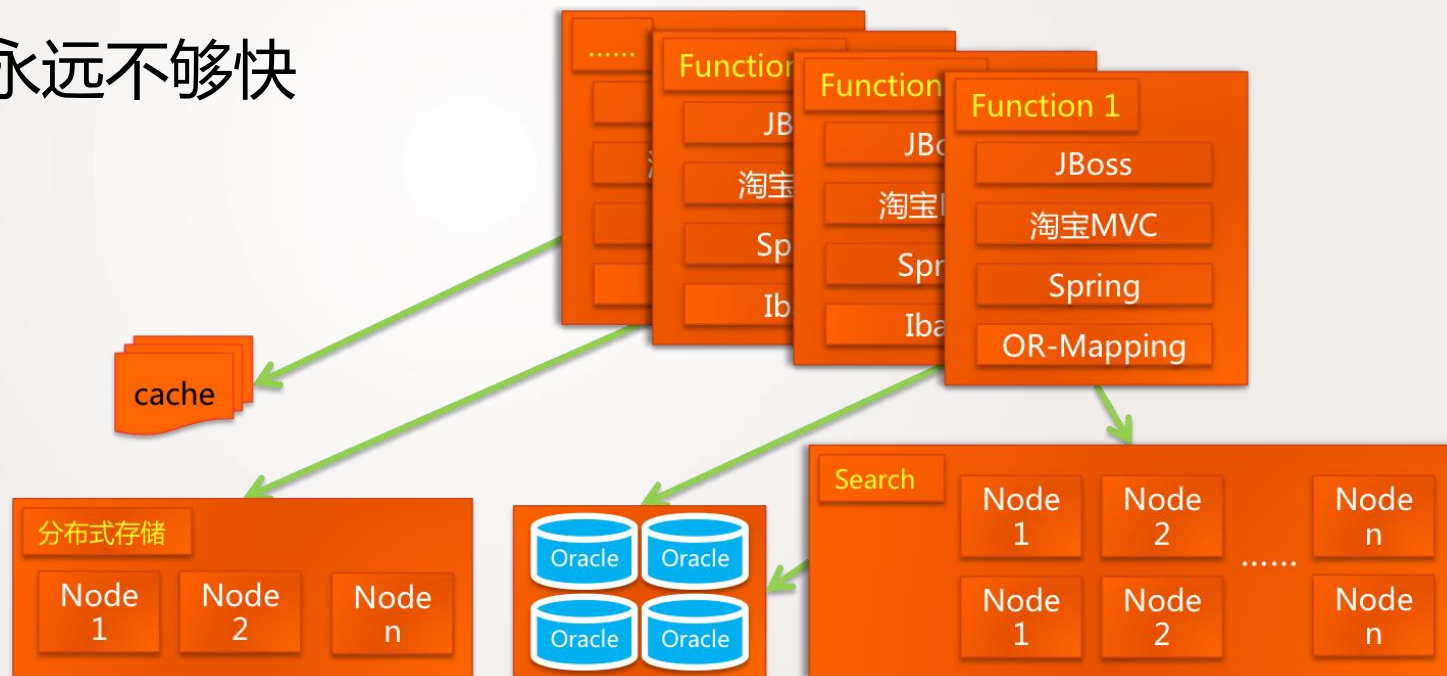 永远不够快
......
Function
JB
淘宝
Sp
Ib
Function
JBo
淘宝
Spr
Iba
Function 1
JBoss
淘宝MVC
Spring
OR-Mapping
cache
分布式存储
Node 1
Node 2
Node n
Oracle
Oracle
Oracle
Oracle
Search
Node 1
Node 2
......
Node n
Node 1
Node 2
Node n